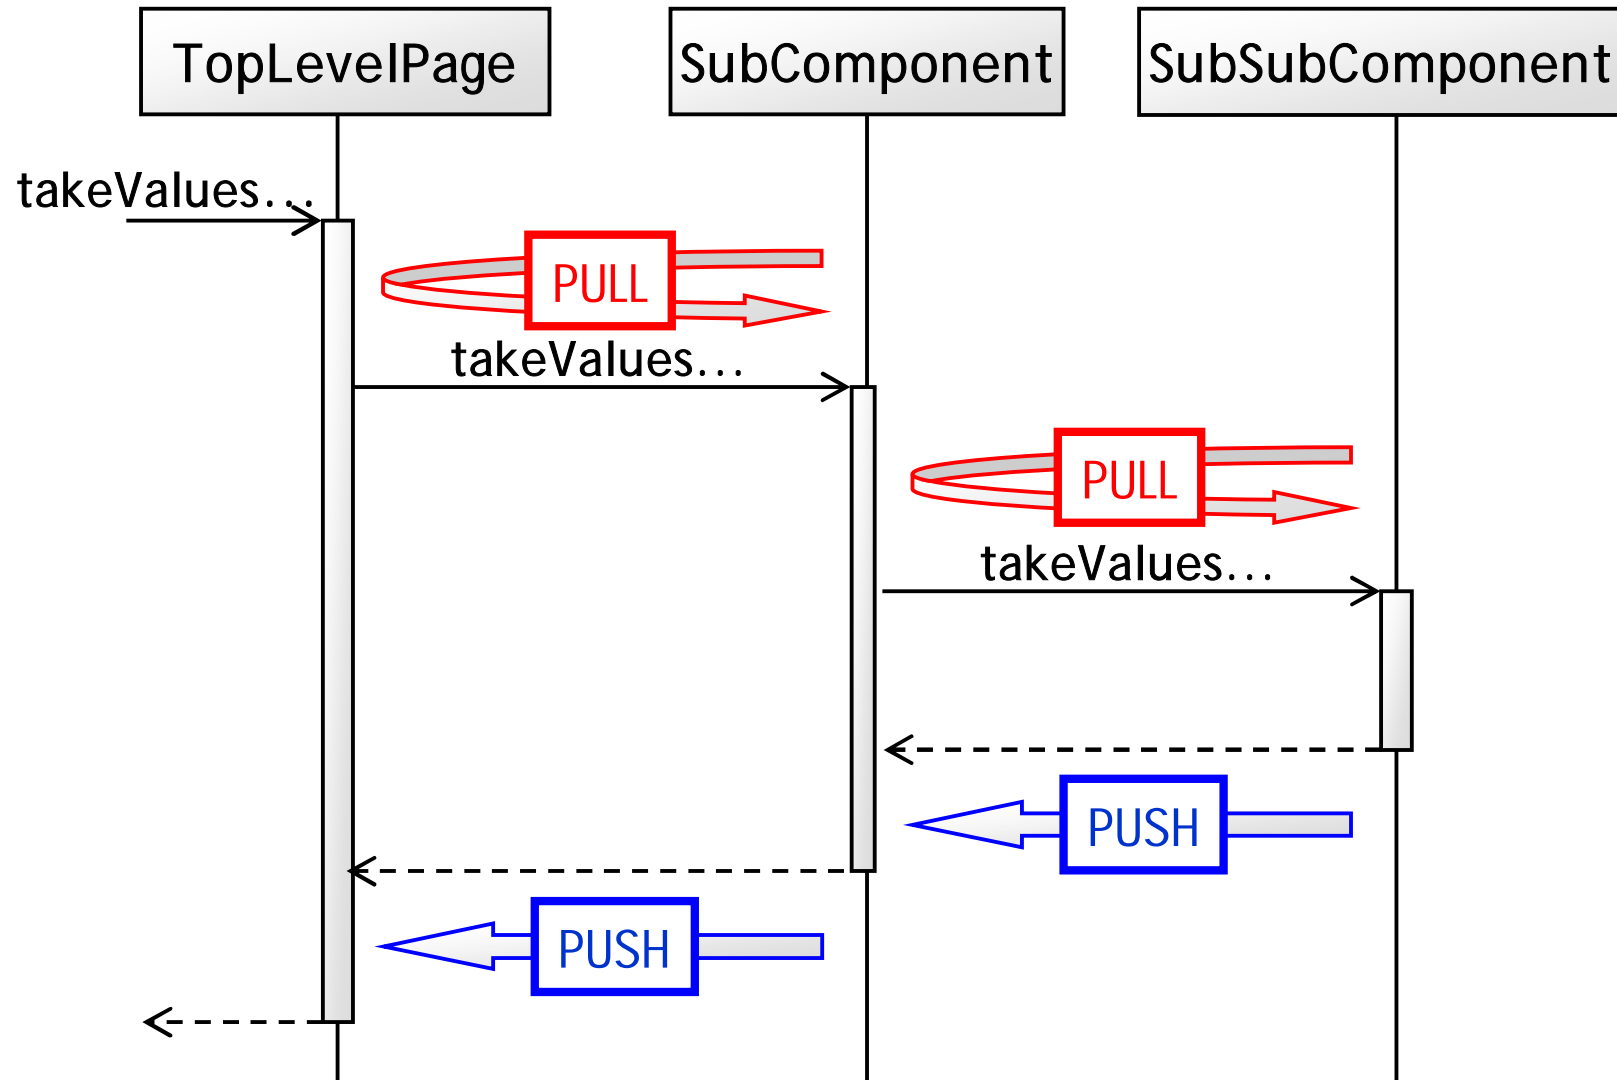 TopLevelPage
SubComponent
SubSubComponent
takeValues...
PULL
takeValues...
PULL
takeValues...
PUSH
PUSH